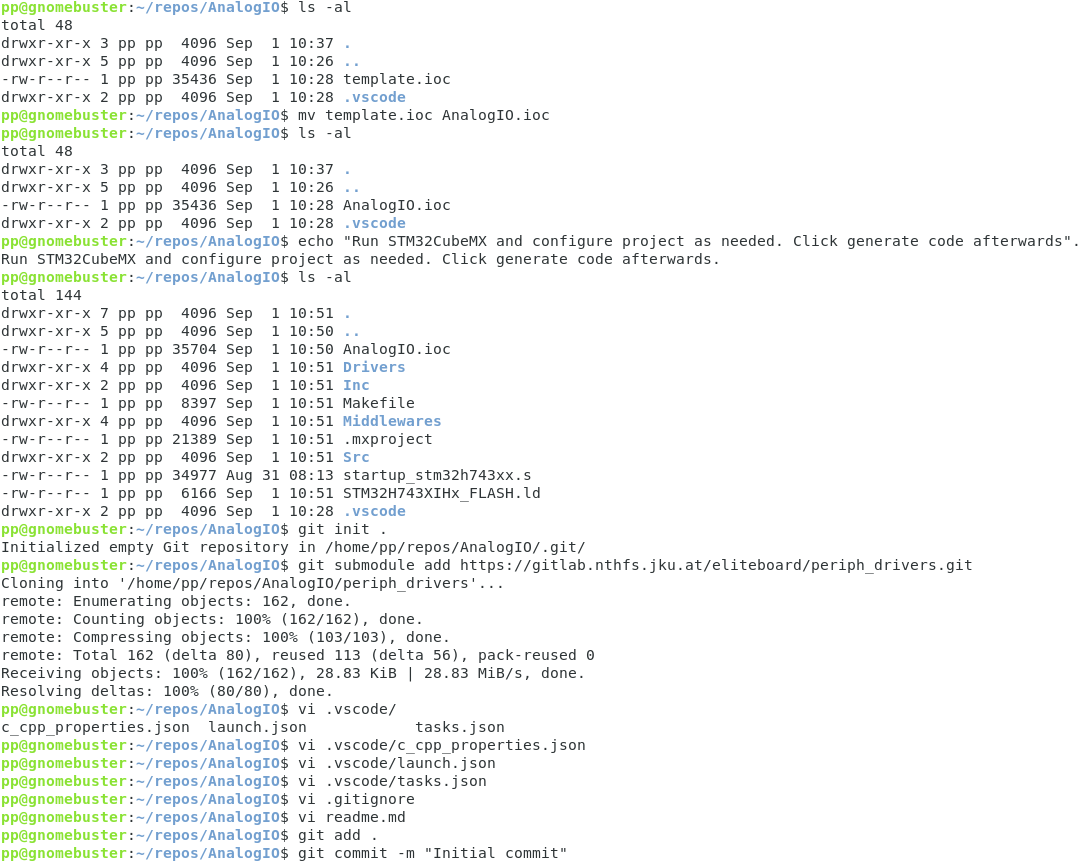 pp@gnomebuster:~/repos/AnalogIO$ ls -al
total 48
drwxr-xr-x 3 pp pp  4096 Sep  1 10:37 .
drwxr-xr-x 5 pp pp  4096 Sep  1 10:26 ..
-rw-r--r-- 1 pp pp 35436 Sep  1 10:28 template.ioc
drwxr-xr-x 2 pp pp  4096 Sep  1 10:28 .vscode
pp@gnomebuster:~/repos/AnalogIO$ mv template.ioc AnalogIO.ioc
pp@gnomebuster:~/repos/AnalogIO$ ls -al
total 48
drwxr-xr-x 3 pp pp  4096 Sep  1 10:37 .
drwxr-xr-x 5 pp pp  4096 Sep  1 10:26 ..
-rw-r--r-- 1 pp pp 35436 Sep  1 10:28 AnalogIO.ioc
drwxr-xr-x 2 pp pp  4096 Sep  1 10:28 .vscode
pp@gnomebuster:~/repos/AnalogIO$ echo "Run STM32CubeMX and configure project as needed. Click generate code afterwards".
Run STM32CubeMX and configure project as needed. Click generate code afterwards.
pp@gnomebuster:~/repos/AnalogIO$ ls -al
total 144
drwxr-xr-x 7 pp pp  4096 Sep  1 10:51 .
drwxr-xr-x 5 pp pp  4096 Sep  1 10:50 ..
-rw-r--r-- 1 pp pp 35704 Sep  1 10:50 AnalogIO.ioc
drwxr-xr-x 4 pp pp  4096 Sep  1 10:51 Drivers
drwxr-xr-x 2 pp pp  4096 Sep  1 10:51 Inc
-rw-r--r-- 1 pp pp  8397 Sep  1 10:51 Makefile
drwxr-xr-x 4 pp pp  4096 Sep  1 10:51 Middlewares
-rw-r--r-- 1 pp pp 21389 Sep  1 10:51 .mxproject
drwxr-xr-x 2 pp pp  4096 Sep  1 10:51 Src
-rw-r--r-- 1 pp pp 34977 Aug 31 08:13 startup_stm32h743xx.s
-rw-r--r-- 1 pp pp  6166 Sep  1 10:51 STM32H743XIHx_FLASH.ld
drwxr-xr-x 2 pp pp  4096 Sep  1 10:28 .vscode
pp@gnomebuster:~/repos/AnalogIO$ git init .
Initialized empty Git repository in /home/pp/repos/AnalogIO/.git/
pp@gnomebuster:~/repos/AnalogIO$ git submodule add https://gitlab.nthfs.jku.at/eliteboard/periph_drivers.git
Cloning into '/home/pp/repos/AnalogIO/periph_drivers'...
remote: Enumerating objects: 162, done.
remote: Counting objects: 100% (162/162), done.
remote: Compressing objects: 100% (103/103), done.
remote: Total 162 (delta 80), reused 113 (delta 56), pack-reused 0
Receiving objects: 100% (162/162), 28.83 KiB | 28.83 MiB/s, done.
Resolving deltas: 100% (80/80), done.
pp@gnomebuster:~/repos/AnalogIO$ vi .vscode/
c_cpp_properties.json  launch.json            tasks.json
pp@gnomebuster:~/repos/AnalogIO$ vi .vscode/c_cpp_properties.json
pp@gnomebuster:~/repos/AnalogIO$ vi .vscode/launch.json
pp@gnomebuster:~/repos/AnalogIO$ vi .vscode/tasks.json
pp@gnomebuster:~/repos/AnalogIO$ vi .gitignore
pp@gnomebuster:~/repos/AnalogIO$ vi readme.md
pp@gnomebuster:~/repos/AnalogIO$ git add .
pp@gnomebuster:~/repos/AnalogIO$ git commit -m "Initial commit"